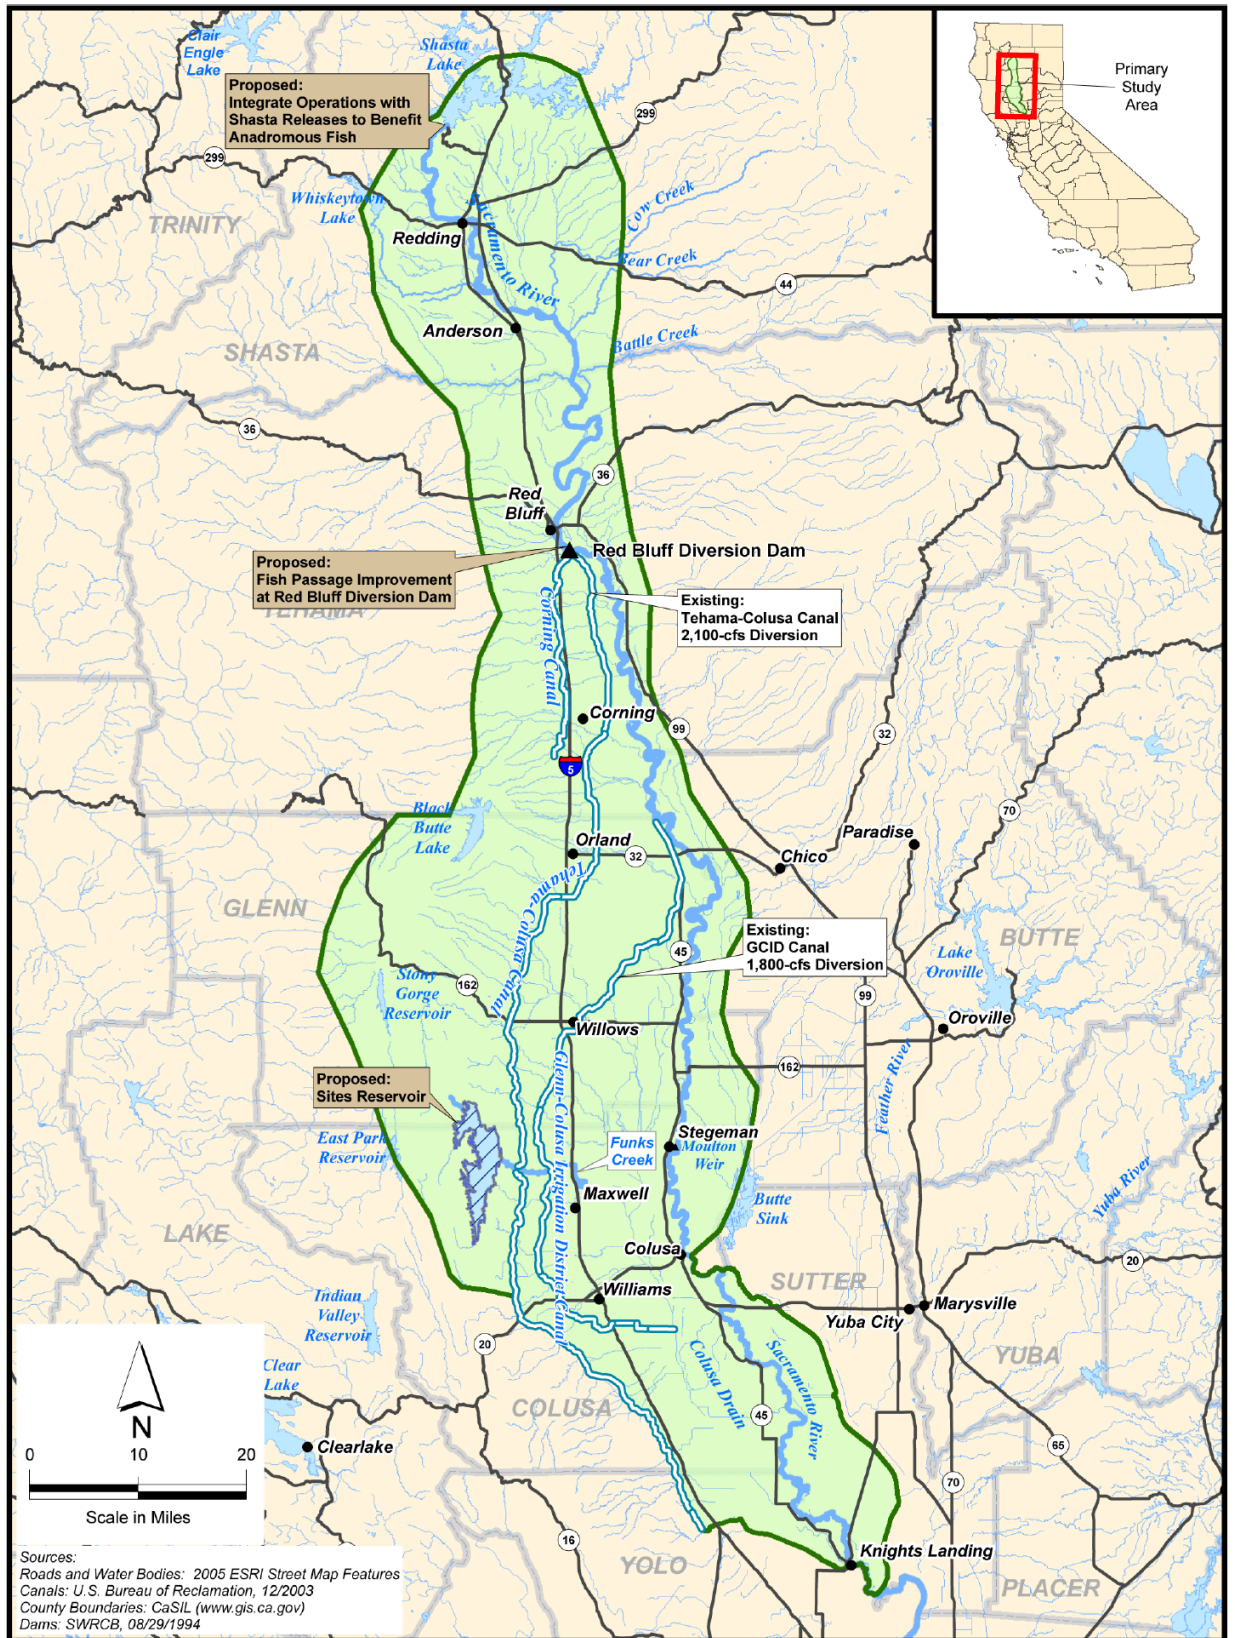 Clair
Engle
Lake
Shasta
Lake
Primary
Study
Area
Proposed:
Integrate Operations with
Shasta Releases to Benefit
Anadromous Fish
299
299
TRINITY
Whiskeytown
Lake
Sacramento River
Cow Creek
Redding
Bear Creek
44
Anderson
Battle Creek
SHASTA
36
36
Red
Bluff
Red Bluff Diversion Dam
Proposed:
Fish Passage Improvement
at Red Bluff Diversion Dam
TEHAMA
Existing:
Tehama-Colusa Canal
2,100-cfs Diversion
Corning Canal
Corning
99
32
5
Black
Butte
Lake
70
Paradise
Orland
32
Chico
Tehama-Colusa Canal
GLENN
Existing:
GCID Canal
1,800-cfs Diversion
BUTTE
45
Lake
Oroville
Stony
Gorge
Reservoir
162
99
Oroville
Willows
162
Feather River
Glenn-Colusa Irrigation District Canal
Proposed:
Sites Reservoir
East Park
Reservoir
Funks
Creek
Stegeman
Moulton
Weir
Maxwell
Butte
Sink
Yuba River
LAKE
Colusa
20
SUTTER
Indian
Valley
Reservoir
Williams
Marysville
Yuba City
20
Clear
Lake
Colusa Drain
Sacramento River
YUBA
COLUSA
45
N
Clearlake
65
0 10 20
Scale in Miles
70
16
Knights Landing
YOLO
PLACER
Sources:
Roads and Water Bodies: 2005 ESRI Street Map Features
Canals: U.S. Bureau of Reclamation, 12/2003
County Boundaries: CaSIL (www.gis.ca.gov)
Dams: SWRCB, 08/29/1994